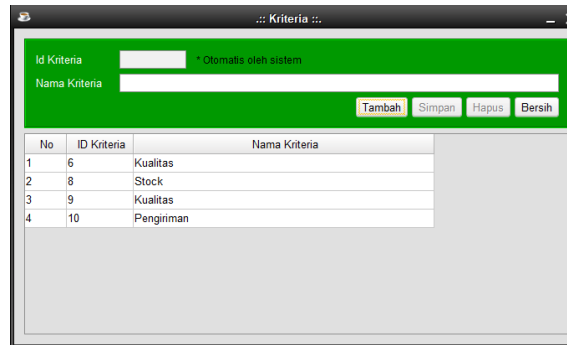 .:: Kriteria ::.
Id Kriteria * Otomatis oleh sistem
Nama Kriteria
Tambah Simpan Hapus Bersih
No ID Kriteria Nama Kriteria
1 6 Kualitas
2 8 Stock
3 9 Kualitas
4 10 Pengiriman